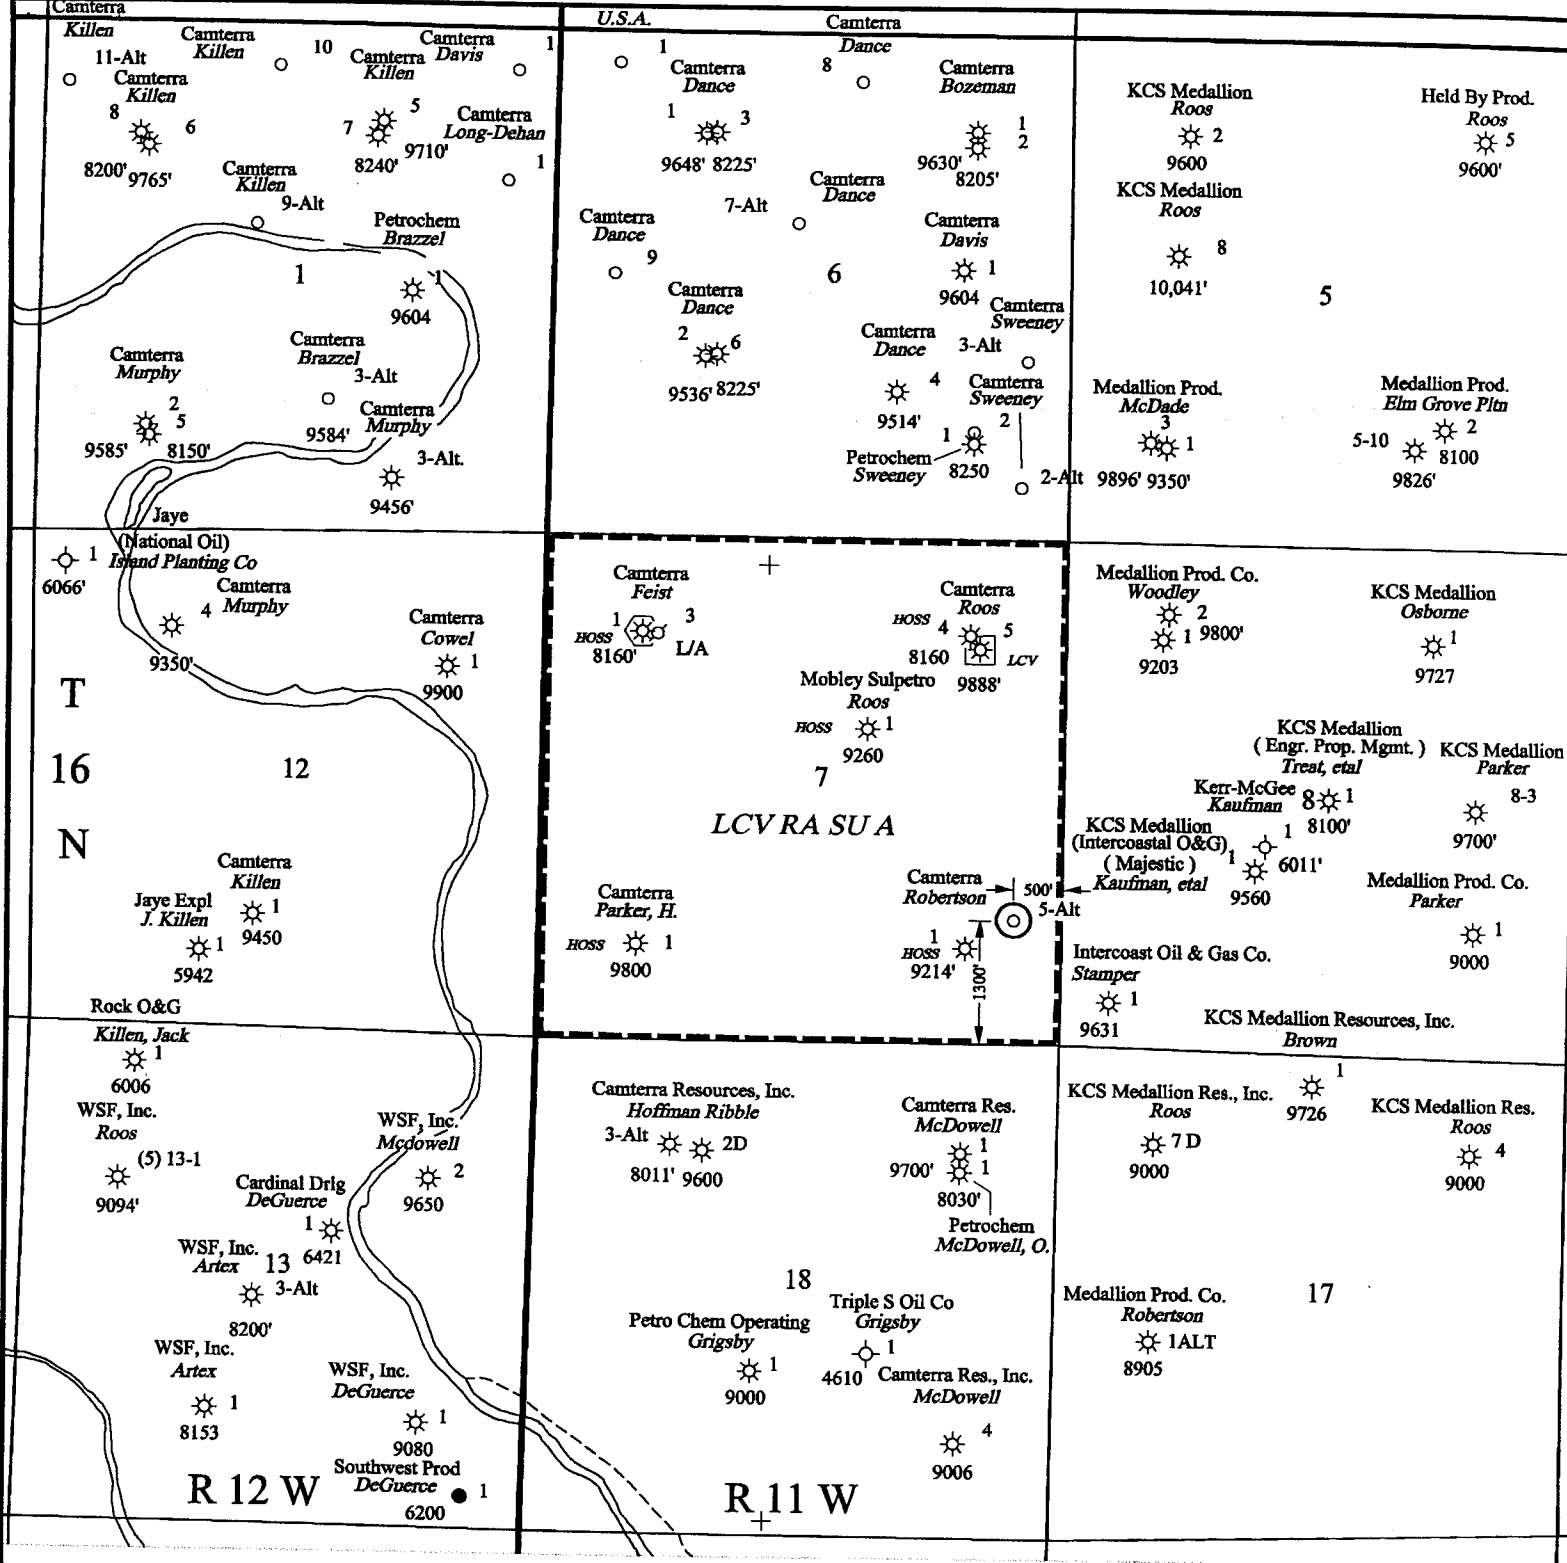 Camterra
Killen
11-Alt
Camterra
Killen
8
6
8200'
9765'
Camterra
Killen
10
Camterra
Killen
5
7
9710'
8240'
Camterra
Davis
1
Camterra
Long-Dehan
1
Camterra
Killen
9-Alt
Petrochem
Brazzel
1
9604
1
Camterra
Brazzel
3-Alt
9584'
Camterra
Murphy
2
5
9585'
8150'
Camterra
Murphy
3-Alt.
9456'
U.S.A.
1
Camterra
Dance
8
Camterra
Dance
1
3
9648' 8225'
Camterra
Bozeman
1
2
9630'
8205'
Camterra
Dance
7-Alt
Camterra
Dance
9
6
Camterra
Davis
1
9604
Camterra
Dance
2
6
9536' 8225'
Camterra
Dance
4
9514'
Camterra
Sweeney
3-Alt
Camterra
Sweeney
2
1
Petrochem
Sweeney
8250
2-Alt
KCS Medallion
Roos
2
9600
Held By Prod.
Roos
5
9600'
KCS Medallion
Roos
8
10,041'
5
Medallion Prod.
McDade
3
1
9896' 9350'
Medallion Prod.
Elm Grove Pltn
2
5-10
8100
9826'
Jaye
(National Oil)
Island Planting Co
1
6066'
Camterra
Murphy
4
9350'
Camterra
Cowel
1
9900
T
16
N
12
Camterra
Killen
1
9450
Jaye Expl
J. Killen
1
5942
Camterra
Feist
1
3
HOSS
8160'
L/A
Camterra
Roos
HOSS
4
5
8160
LCV
9888'
Mobley Sulpetro
Roos
HOSS
1
9260
7
LCV RA SU A
Camterra
Parker, H.
HOSS
1
9800
Camterra
Robertson
500'
5-Alt
1
HOSS
9214'
1300'
Medallion Prod. Co.
Woodley
2
1
9800'
9203
KCS Medallion
Osborne
1
9727
KCS Medallion
( Engr. Prop. Mgmt. )
Treat, etal
8
1
8100'
KCS Medallion
Parker
8-3
9700'
Kerr-McGee
Kaufman
1
6011'
KCS Medallion
(Intercoastal O&G)
( Majestic )
Kaufman, etal
1
9560
Medallion Prod. Co.
Parker
1
9000
Intercoast Oil & Gas Co.
Stamper
1
9631
Rock O&G
Killen, Jack
1
6006
WSF, Inc.
Roos
(5) 13-1
9094'
WSF, Inc.
Mcdowell
2
9650
Cardinal Drlg
DeGuerce
1
6421
13
WSF, Inc.
Artex
3-Alt
8200'
WSF, Inc.
Artex
1
8153
WSF, Inc.
DeGuerce
1
9080
Southwest Prod
DeGuerce
1
6200
R 12 W
Camterra Resources, Inc.
Hoffman Ribble
3-Alt
2D
8011' 9600
Camterra Res.
McDowell
1
9700'
1
8030'
Petrochem
McDowell, O.
18
Triple S Oil Co
Grigsby
1
4610
Petro Chem Operating
Grigsby
1
9000
Camterra Res., Inc.
McDowell
4
9006
R 11 W
KCS Medallion Resources, Inc.
Brown
1
9726
KCS Medallion Res., Inc.
Roos
7 D
9000
KCS Medallion Res.
Roos
4
9000
17
Medallion Prod. Co.
Robertson
1ALT
8905